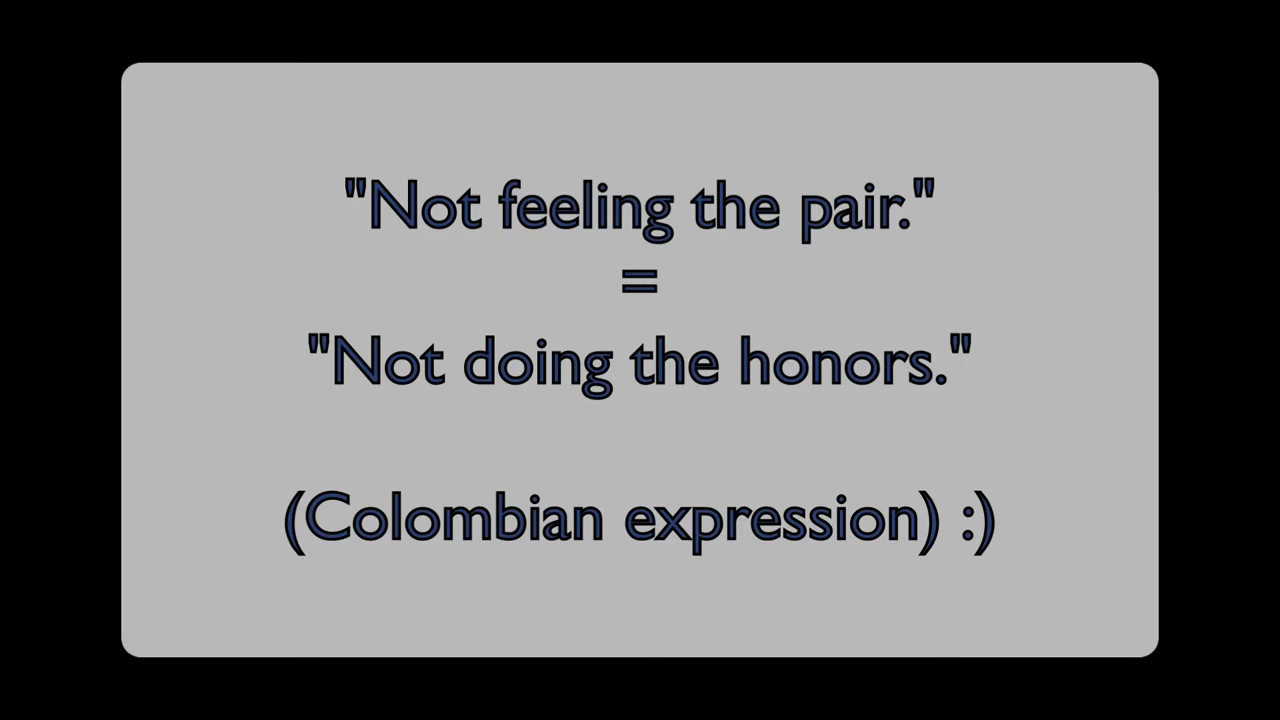 "Not feeling the pair."
=
"Not doing the honors."
(Colombian expression) :)